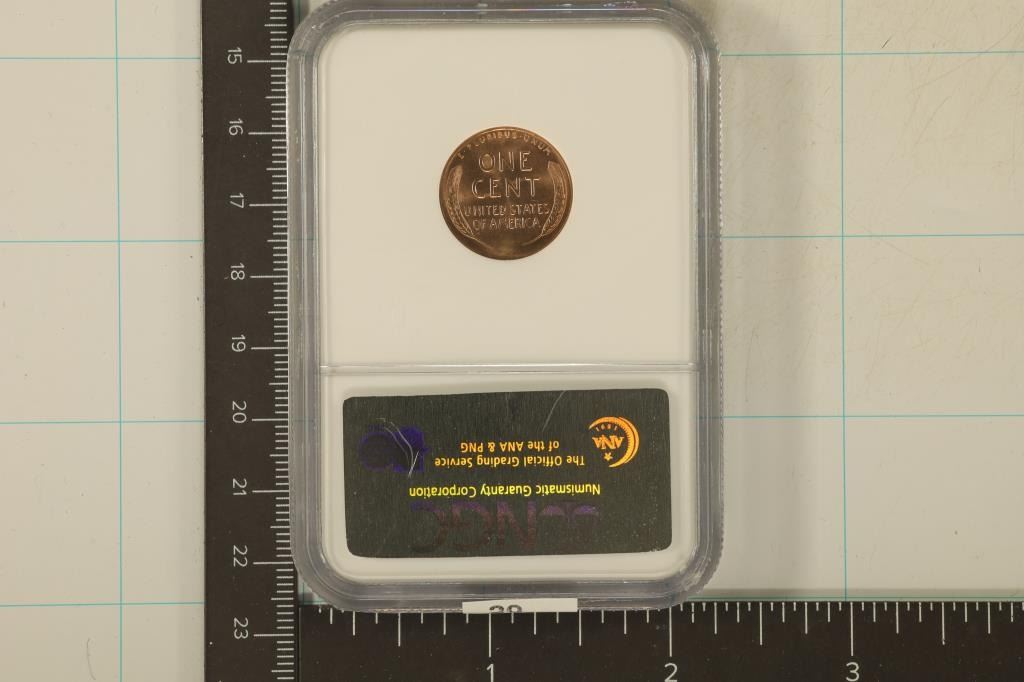 E·PLURIBUS·UNUM
ONE
CENT
UNITED STATES
OF AMERICA
NGC
Numismatic Guaranty Corporation
The Official Grading Service
of the ANA & PNG
ANA
1891
15
16
17
18
19
20
21
22
23
1
2
3